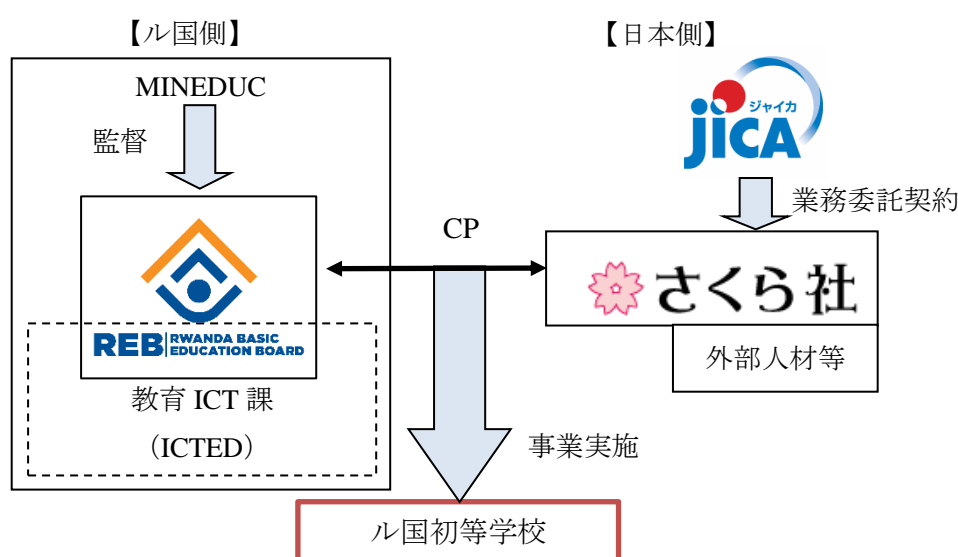 【ル国側】
【日本側】
MINEDUC
監督
ジャイカ
jICA
業務委託契約
CP
さくら社
REB RWANDA BASIC
EDUCATION BOARD
外部人材等
教育 ICT 課
（ICTED）
事業実施
ル国初等学校